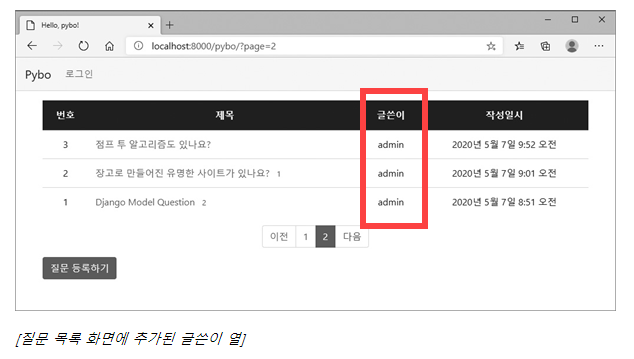 Hello, pybo!
localhost:8000/pybo/?page=2
Pybo 로그인
번호 제목 글쓴이 작성일시
3 점프 투 알고리즘도 있나요? admin 2020년 5월 7일 9:52 오전
2 장고로 만들어진 유명한 사이트가 있나요? 1 admin 2020년 5월 7일 9:01 오전
1 Django Model Question 2 admin 2020년 5월 7일 8:51 오전
이전 1 2 다음
질문 등록하기
[질문 목록 화면에 추가된 글쓴이 열]